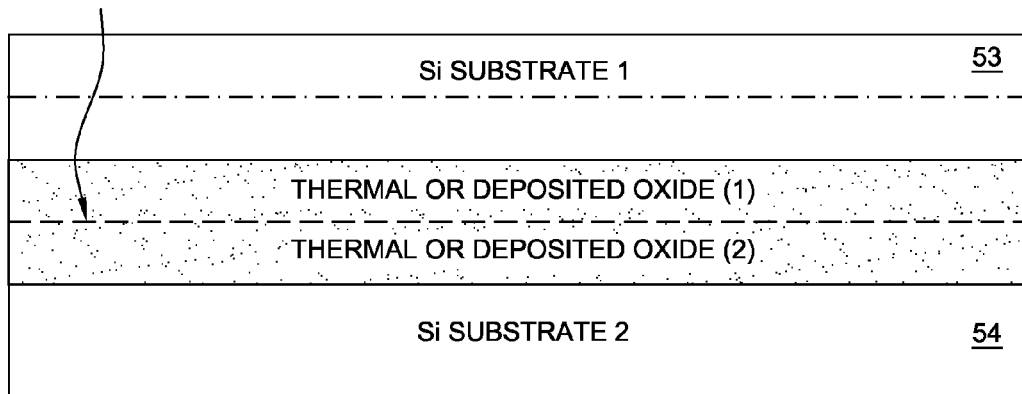 Si SUBSTRATE 1
53
THERMAL OR DEPOSITED OXIDE (1)
THERMAL OR DEPOSITED OXIDE (2)
Si SUBSTRATE 2
54